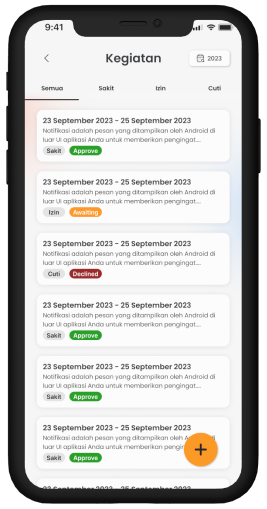 9:41
Kegiatan
2023
Semua Sakit Izin Cuti
23 September 2023 - 25 September 2023
Notifikasi adalah pesan yang ditampilkan oleh Android di
luar UI aplikasi Anda untuk memberikan pengingat....
Sakit Approve
23 September 2023 - 25 September 2023
Notifikasi adalah pesan yang ditampilkan oleh Android di
luar UI aplikasi Anda untuk memberikan pengingat....
Izin Awaiting
23 September 2023 - 25 September 2023
Notifikasi adalah pesan yang ditampilkan oleh Android di
luar UI aplikasi Anda untuk memberikan pengingat....
Cuti Declined
23 September 2023 - 25 September 2023
Notifikasi adalah pesan yang ditampilkan oleh Android di
luar UI aplikasi Anda untuk memberikan pengingat....
Sakit Approve
23 September 2023 - 25 September 2023
Notifikasi adalah pesan yang ditampilkan oleh Android di
luar UI aplikasi Anda untuk memberikan pengingat....
Sakit Approve
23 September 2023 - 25 September 2023
Notifikasi adalah pesan yang ditampilkan oleh di
luar UI aplikasi Anda untuk memberikan
Sakit Approve
23 September 2023 - 25 September 2023